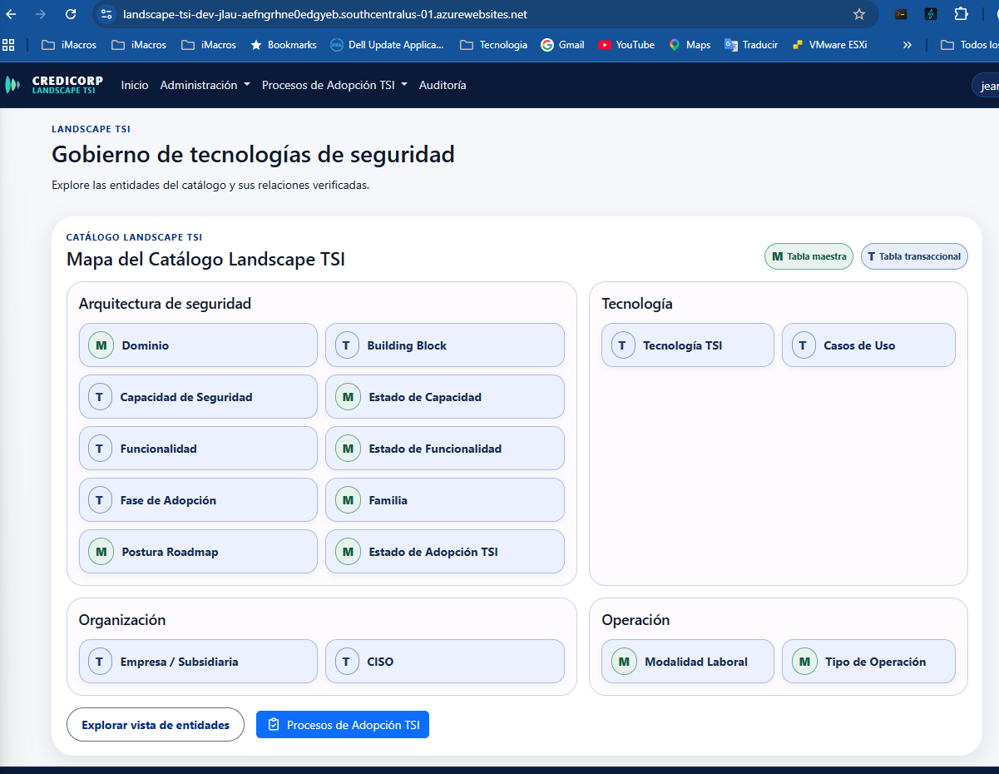 landscape-tsi-dev-jlau-aefngrhne0edgyeb.southcentralus-01.azurewebsites.net
iMacros iMacros iMacros Bookmarks Dell Update Applica... Tecnologia Gmail YouTube Maps Traducir VMware ESXi » Todos los
CREDICORP
LANDSCAPE TSI
Inicio Administración Procesos de Adopción TSI Auditoría
jear
LANDSCAPE TSI
Gobierno de tecnologías de seguridad
Explore las entidades del catálogo y sus relaciones verificadas.
CATÁLOGO LANDSCAPE TSI
Mapa del Catálogo Landscape TSI
M Tabla maestra T Tabla transaccional
Arquitectura de seguridad
M Dominio T Building Block
T Capacidad de Seguridad M Estado de Capacidad
T Funcionalidad M Estado de Funcionalidad
T Fase de Adopción M Familia
M Postura Roadmap M Estado de Adopción TSI
Tecnología
T Tecnología TSI T Casos de Uso
Organización
T Empresa / Subsidiaria T CISO
Operación
M Modalidad Laboral M Tipo de Operación
Explorar vista de entidades Procesos de Adopción TSI